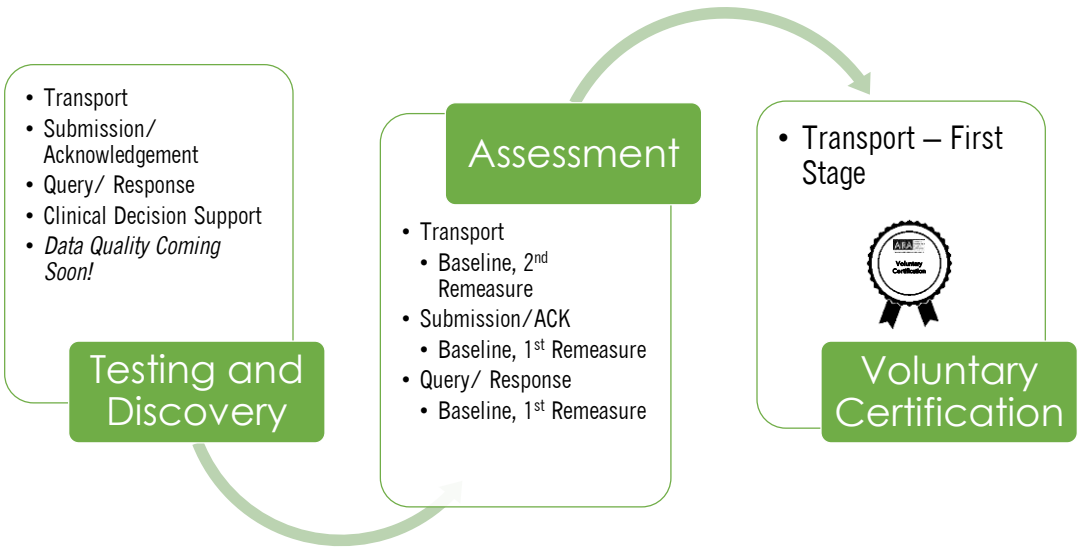 • Transport
• Submission/
Acknowledgement
• Query/ Response
• Clinical Decision Support
• Data Quality Coming
Soon!
Testing and
Discovery
Assessment
• Transport
• Baseline, 2nd
Remeasure
• Submission/ACK
• Baseline, 1st Remeasure
• Query/ Response
• Baseline, 1st Remeasure
• Transport – First
Stage
Voluntary
Certification
Voluntary
Certification